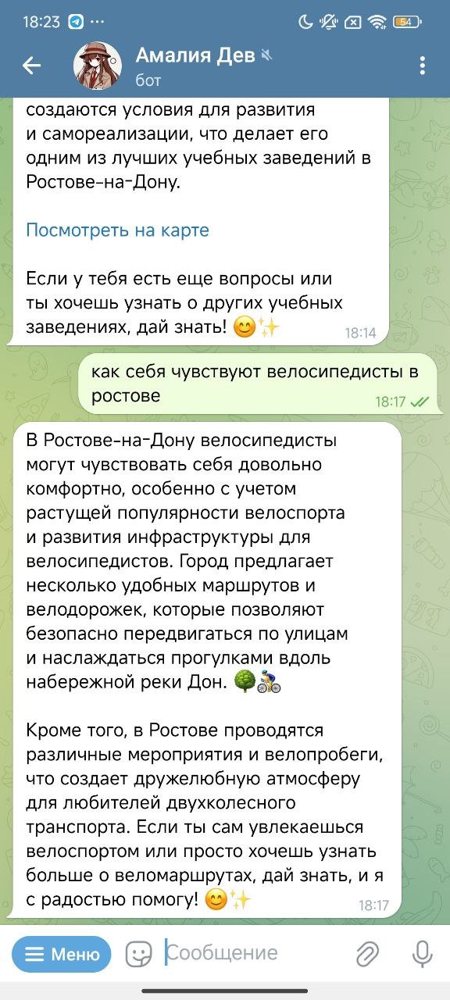 18:23
54
Амалия Дев
бот
создаются условия для развития
и самореализации, что делает его
одним из лучших учебных заведений в
Ростове-на-Дону.
Посмотреть на карте
Если у тебя есть еще вопросы или
ты хочешь узнать о других учебных
заведениях, дай знать! 😊✨
18:14
как себя чувствуют велосипедисты в
ростове
18:17
В Ростове-на-Дону велосипедисты
могут чувствовать себя довольно
комфортно, особенно с учетом
растущей популярности велоспорта
и развития инфраструктуры для
велосипедистов. Город предлагает
несколько удобных маршрутов и
велодорожек, которые позволяют
безопасно передвигаться по улицам
и наслаждаться прогулками вдоль
набережной реки Дон. 🌳🚴
Кроме того, в Ростове проводятся
различные мероприятия и велопробеги,
что создает дружелюбную атмосферу
для любителей двухколесного
транспорта. Если ты сам увлекаешься
велоспортом или просто хочешь узнать
больше о веломаршрутах, дай знать, и я
с радостью помогу! 😊✨
18:17
Меню
Сообщение